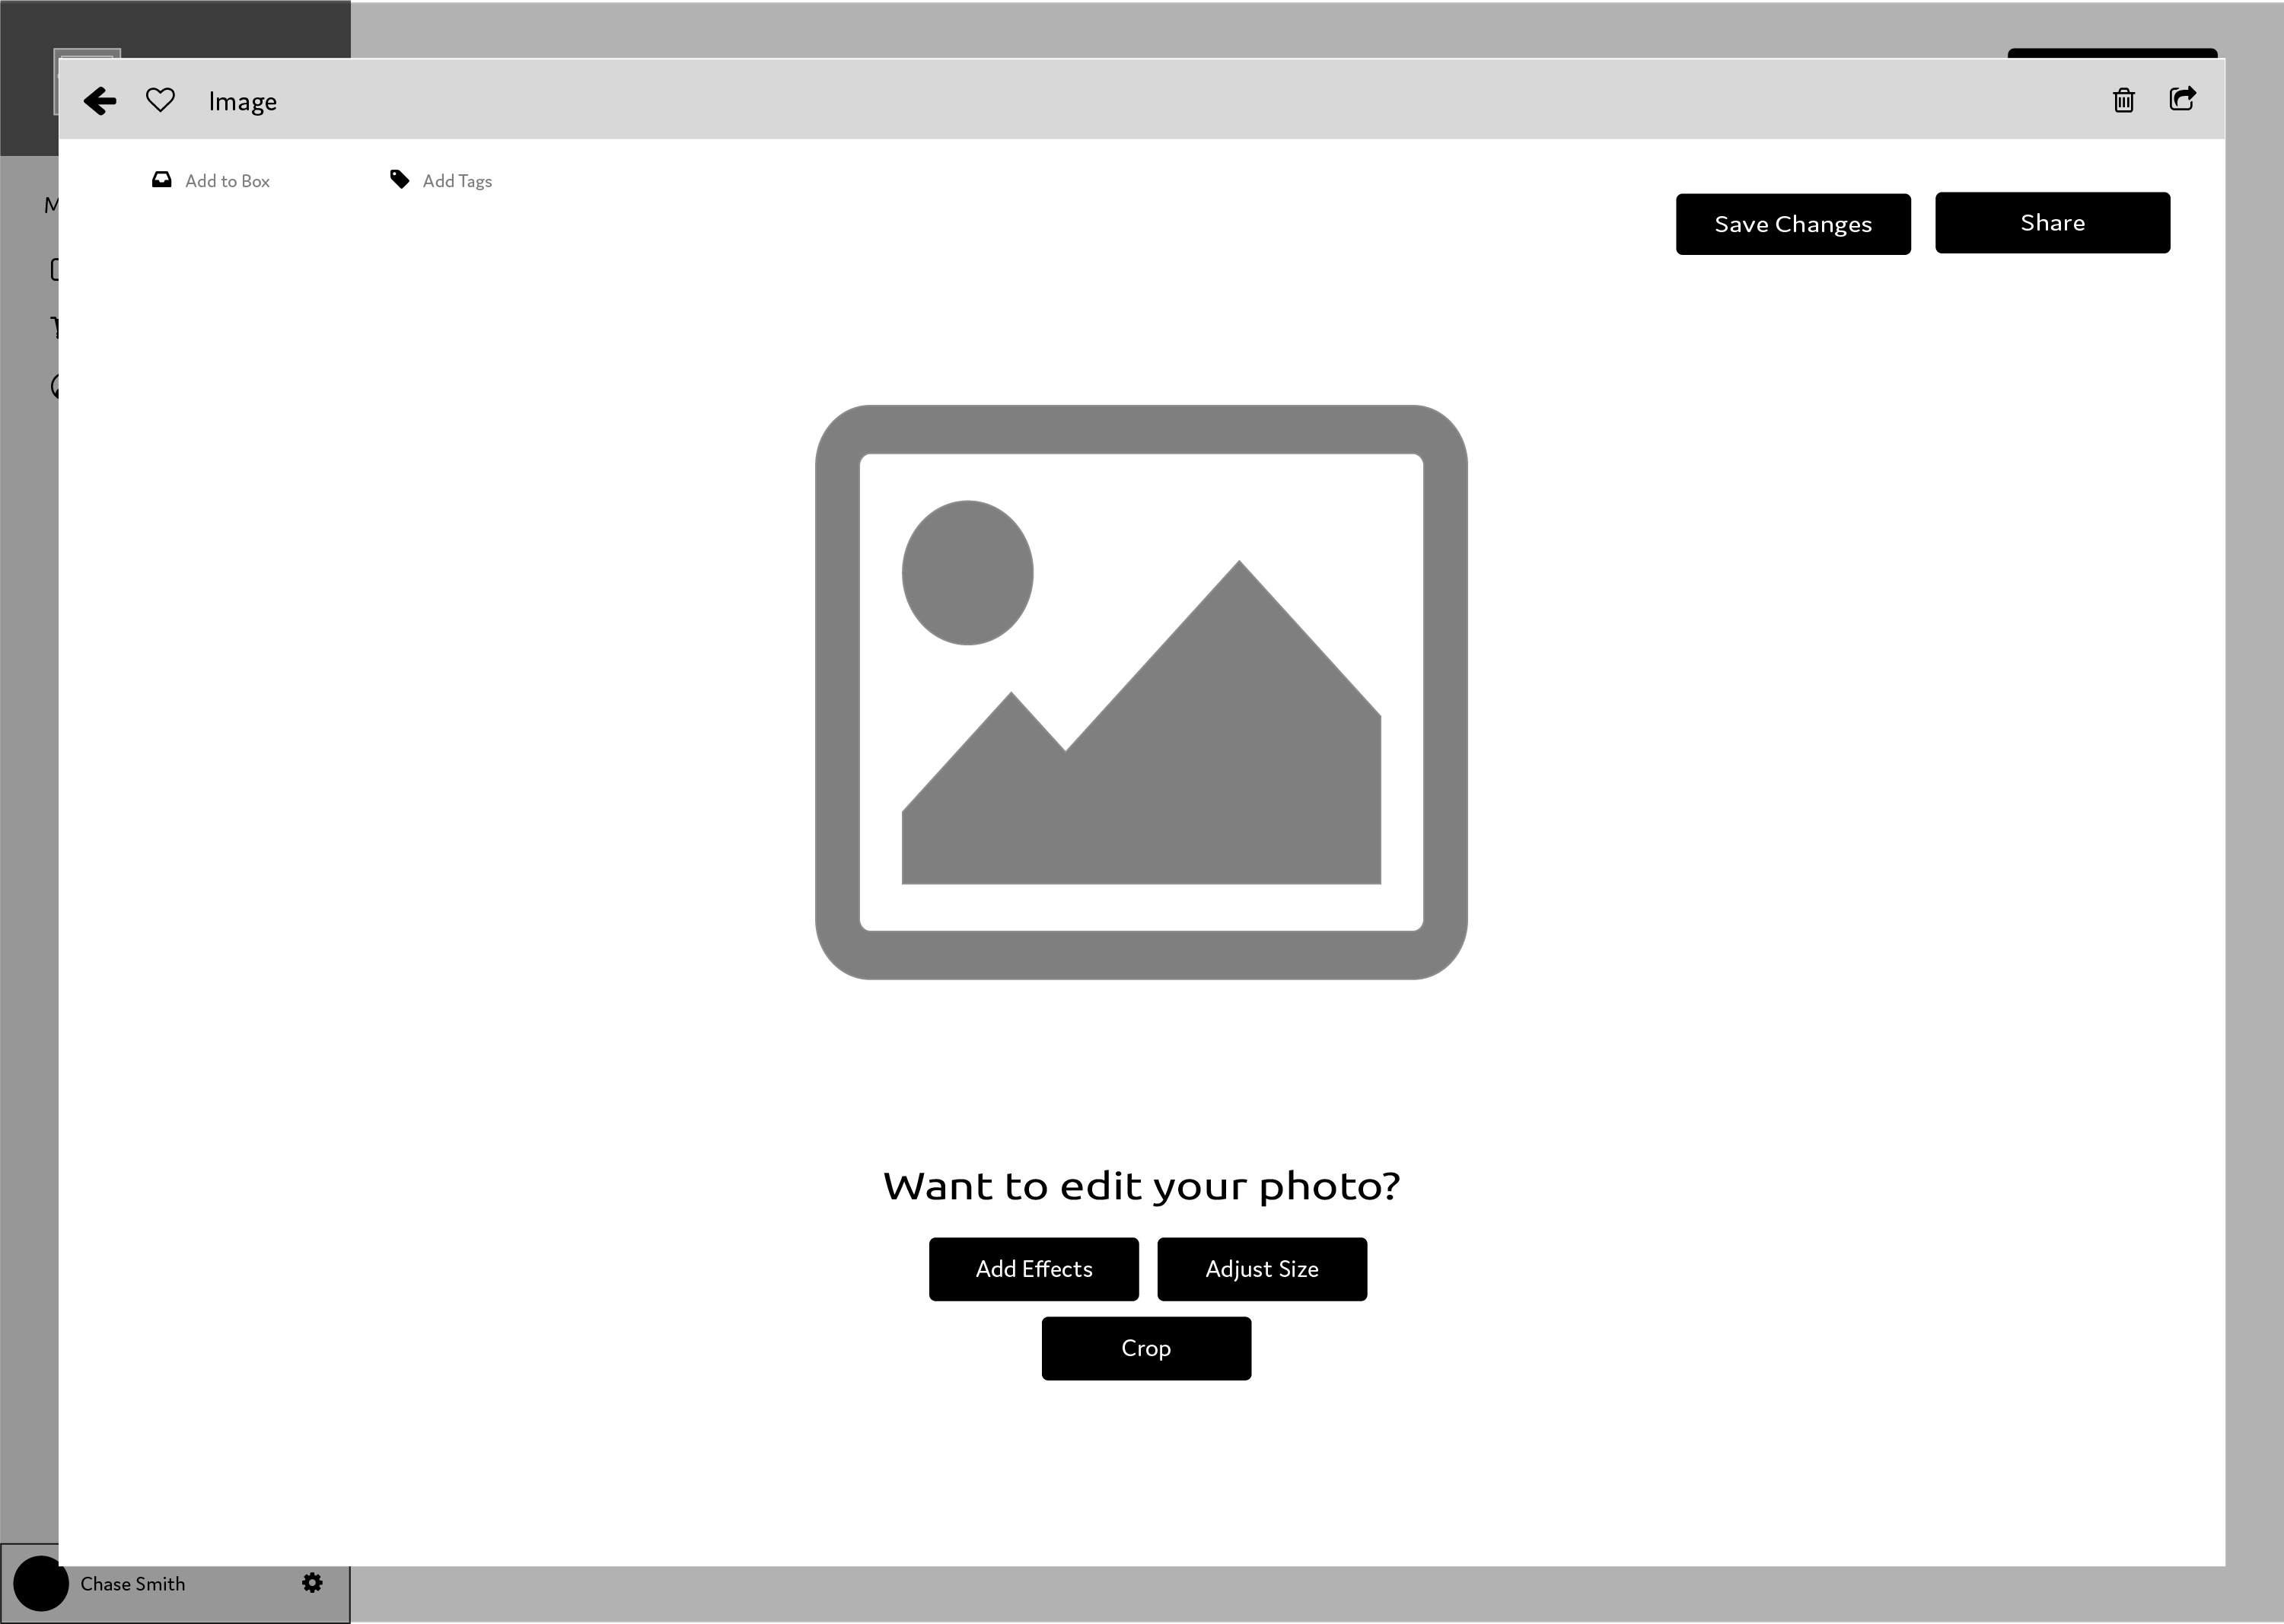 Image
Add to Box
Add Tags
Save Changes
Share
Want to edit your photo?
Add Effects
Adjust Size
Crop
Chase Smith